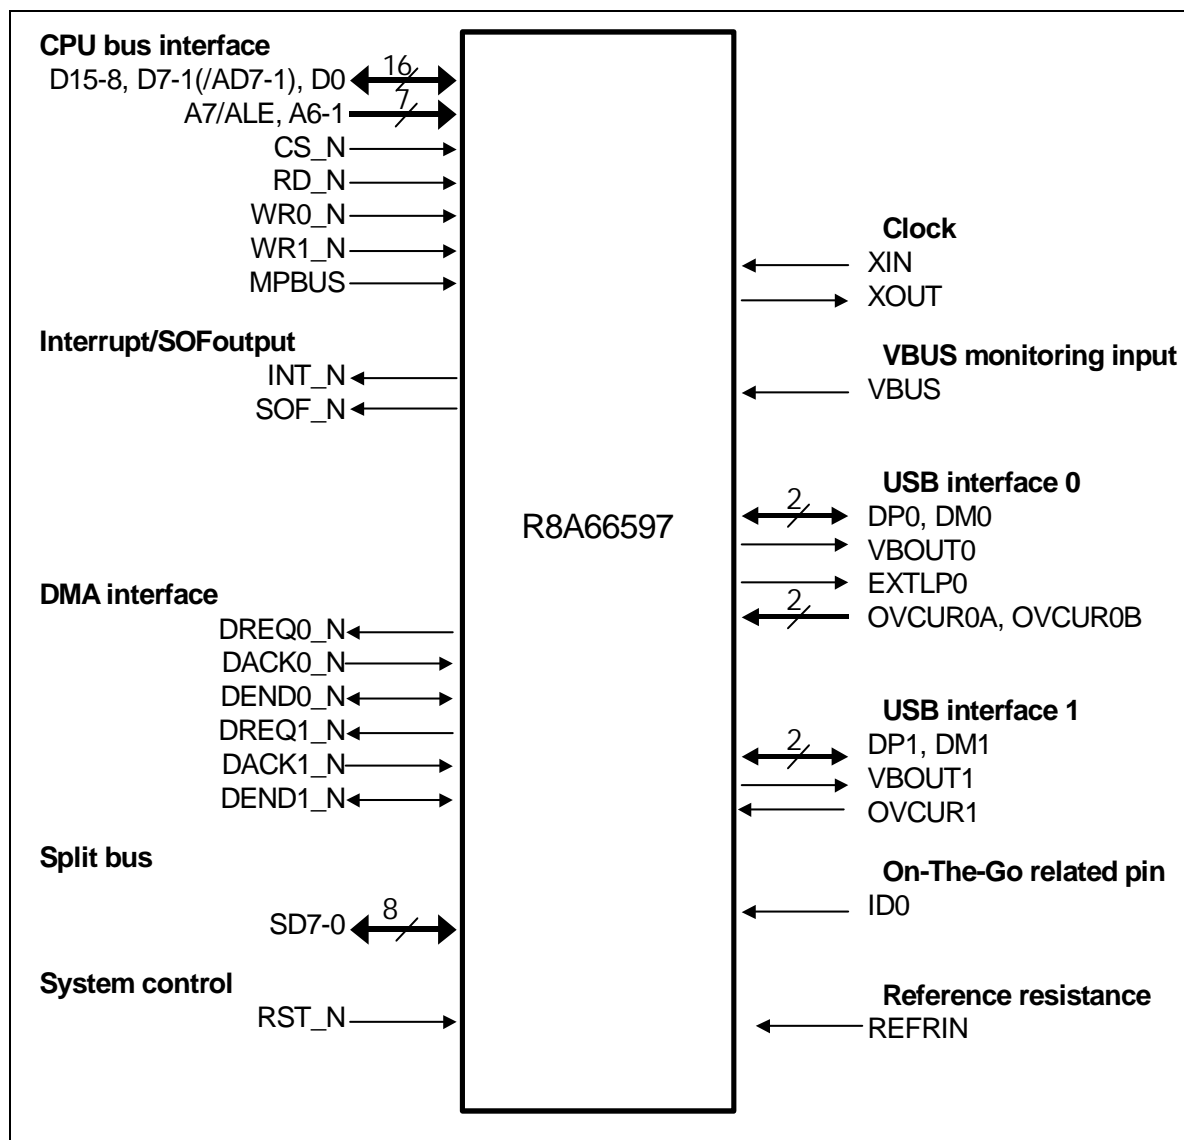 CPU bus interface
D15-8, D7-1(/AD7-1), D0
16
A7/ALE, A6-1
7
CS_N
RD_N
WR0_N
WR1_N
MPBUS
Interrupt/SOFoutput
INT_N
SOF_N
DMA interface
DREQ0_N
DACK0_N
DEND0_N
DREQ1_N
DACK1_N
DEND1_N
Split bus
SD7-0
8
System control
RST_N
R8A66597
Clock
XIN
XOUT
VBUS monitoring input
VBUS
USB interface 0
2
DP0, DM0
VBOUT0
EXTLP0
2
OVCUR0A, OVCUR0B
USB interface 1
2
DP1, DM1
VBOUT1
OVCUR1
On-The-Go related pin
ID0
Reference resistance
REFRIN